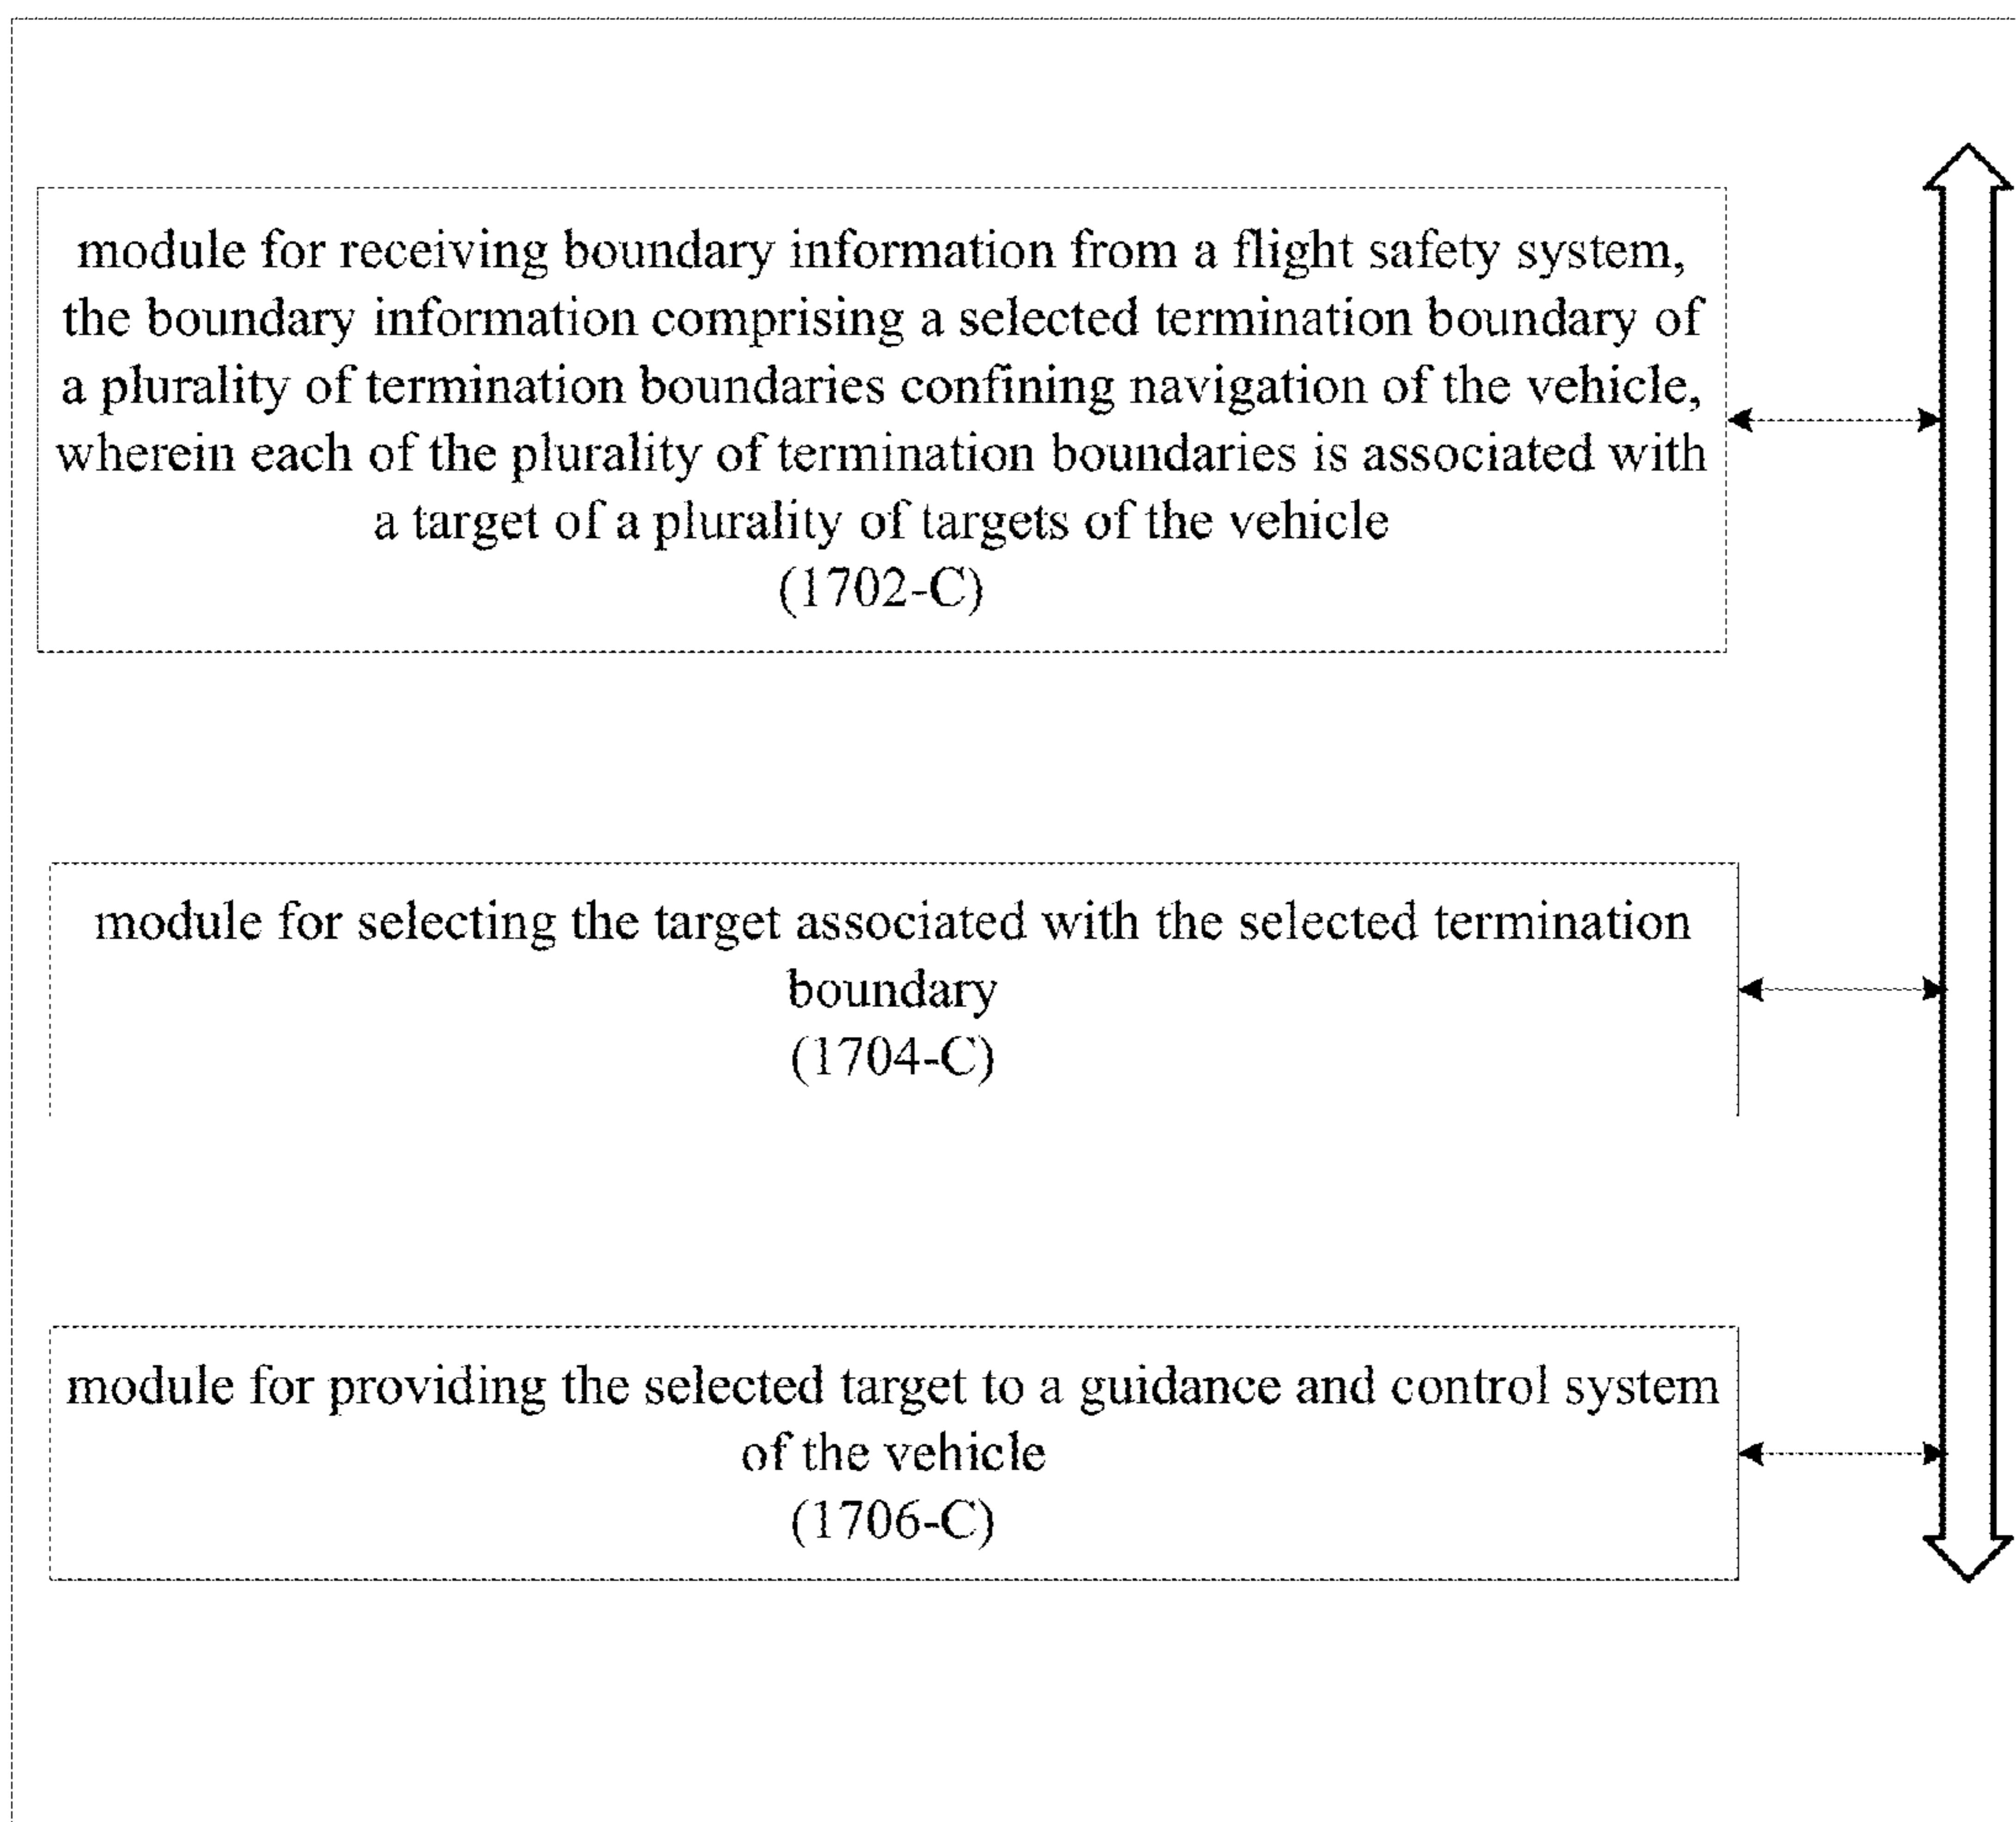 module for receiving boundary information from a flight safety system,
the boundary information comprising a selected termination boundary of
a plurality of termination boundaries confining navigation of the vehicle,
wherein each of the plurality of termination boundaries is associated with
a target of a plurality of targets of the vehicle
(1702-C)
module for selecting the target associated with the selected termination
boundary
(1704-C)
module for providing the selected target to a guidance and control system
of the vehicle
(1706-C)